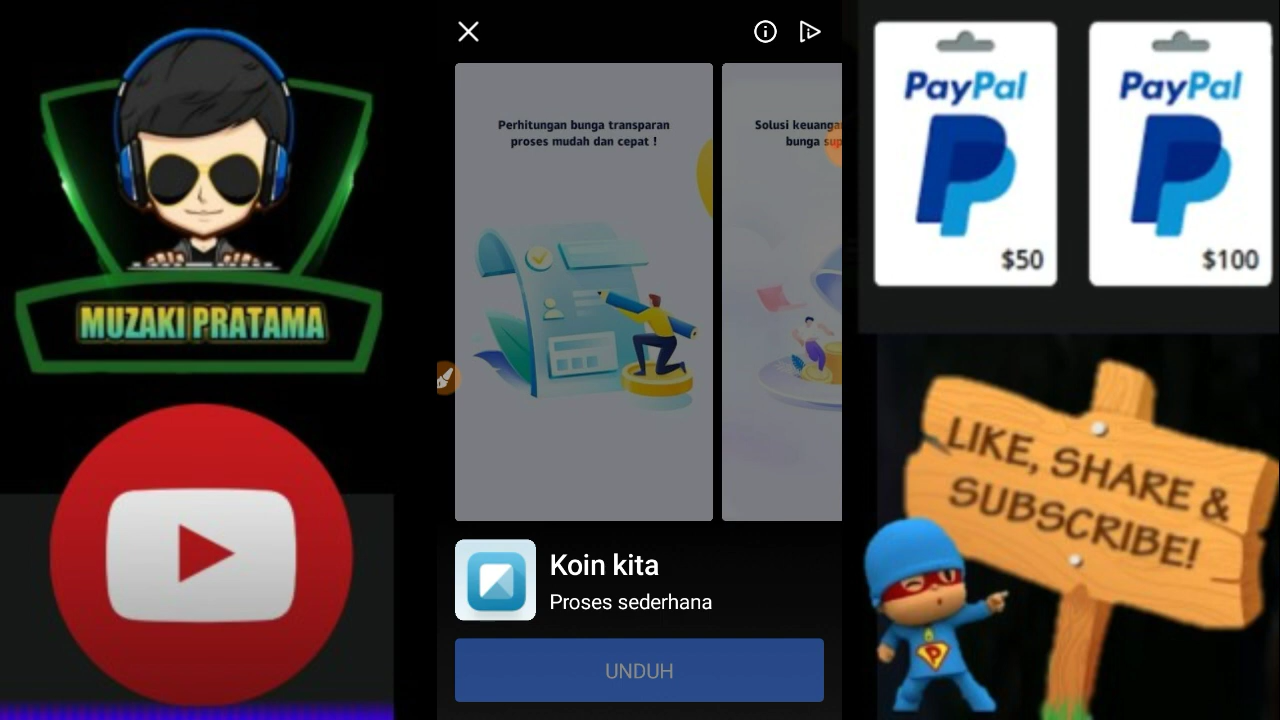 MUZAKI PRATAMA
Perhitungan bunga transparan
proses mudah dan cepat !
Solusi
bunga
Koin kita
Proses sederhana
UNDUH
PayPal
$50
PayPal
$100
LIKE, SHARE &
SUBSCRIBE!